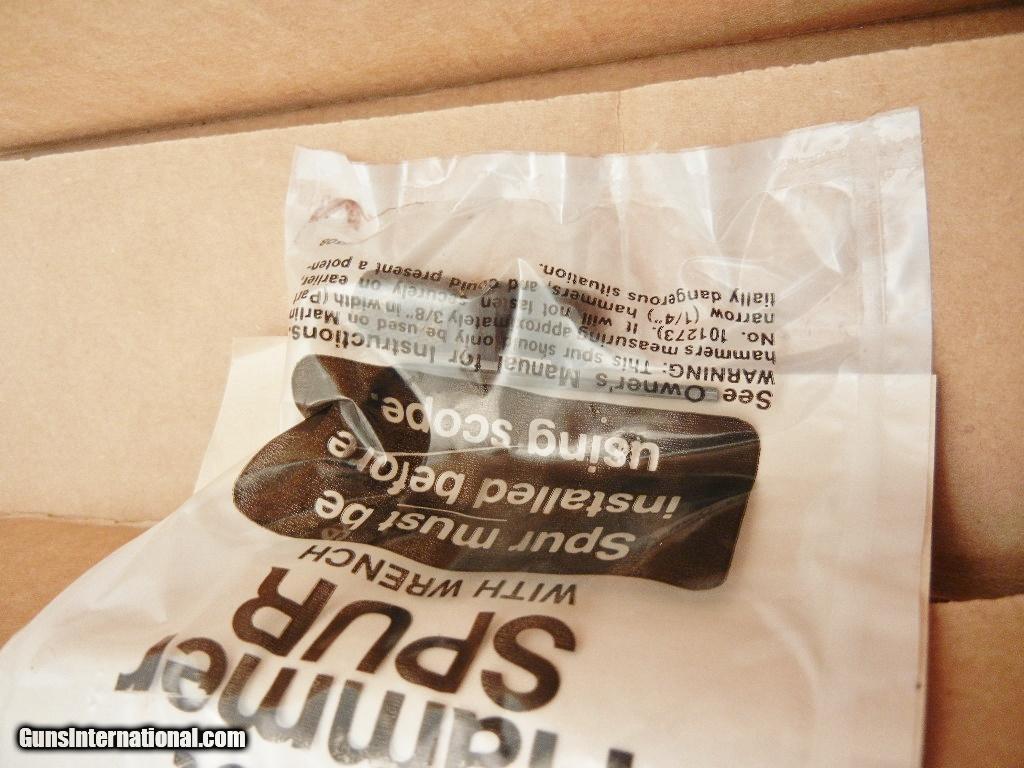 Hammer
SPUR
WITH WRENCH
Spur must be
installed before
using scope.
See Owner's Manual for Instructions.
WARNING: This spur should only be used on Marlin
hammers measuring approximately 3/8" in width (Part
No. 101273). It will not fasten securely on earlier,
narrow (1/4") hammers, and could present a poten-
tially dangerous situation.
GunsInternational.com